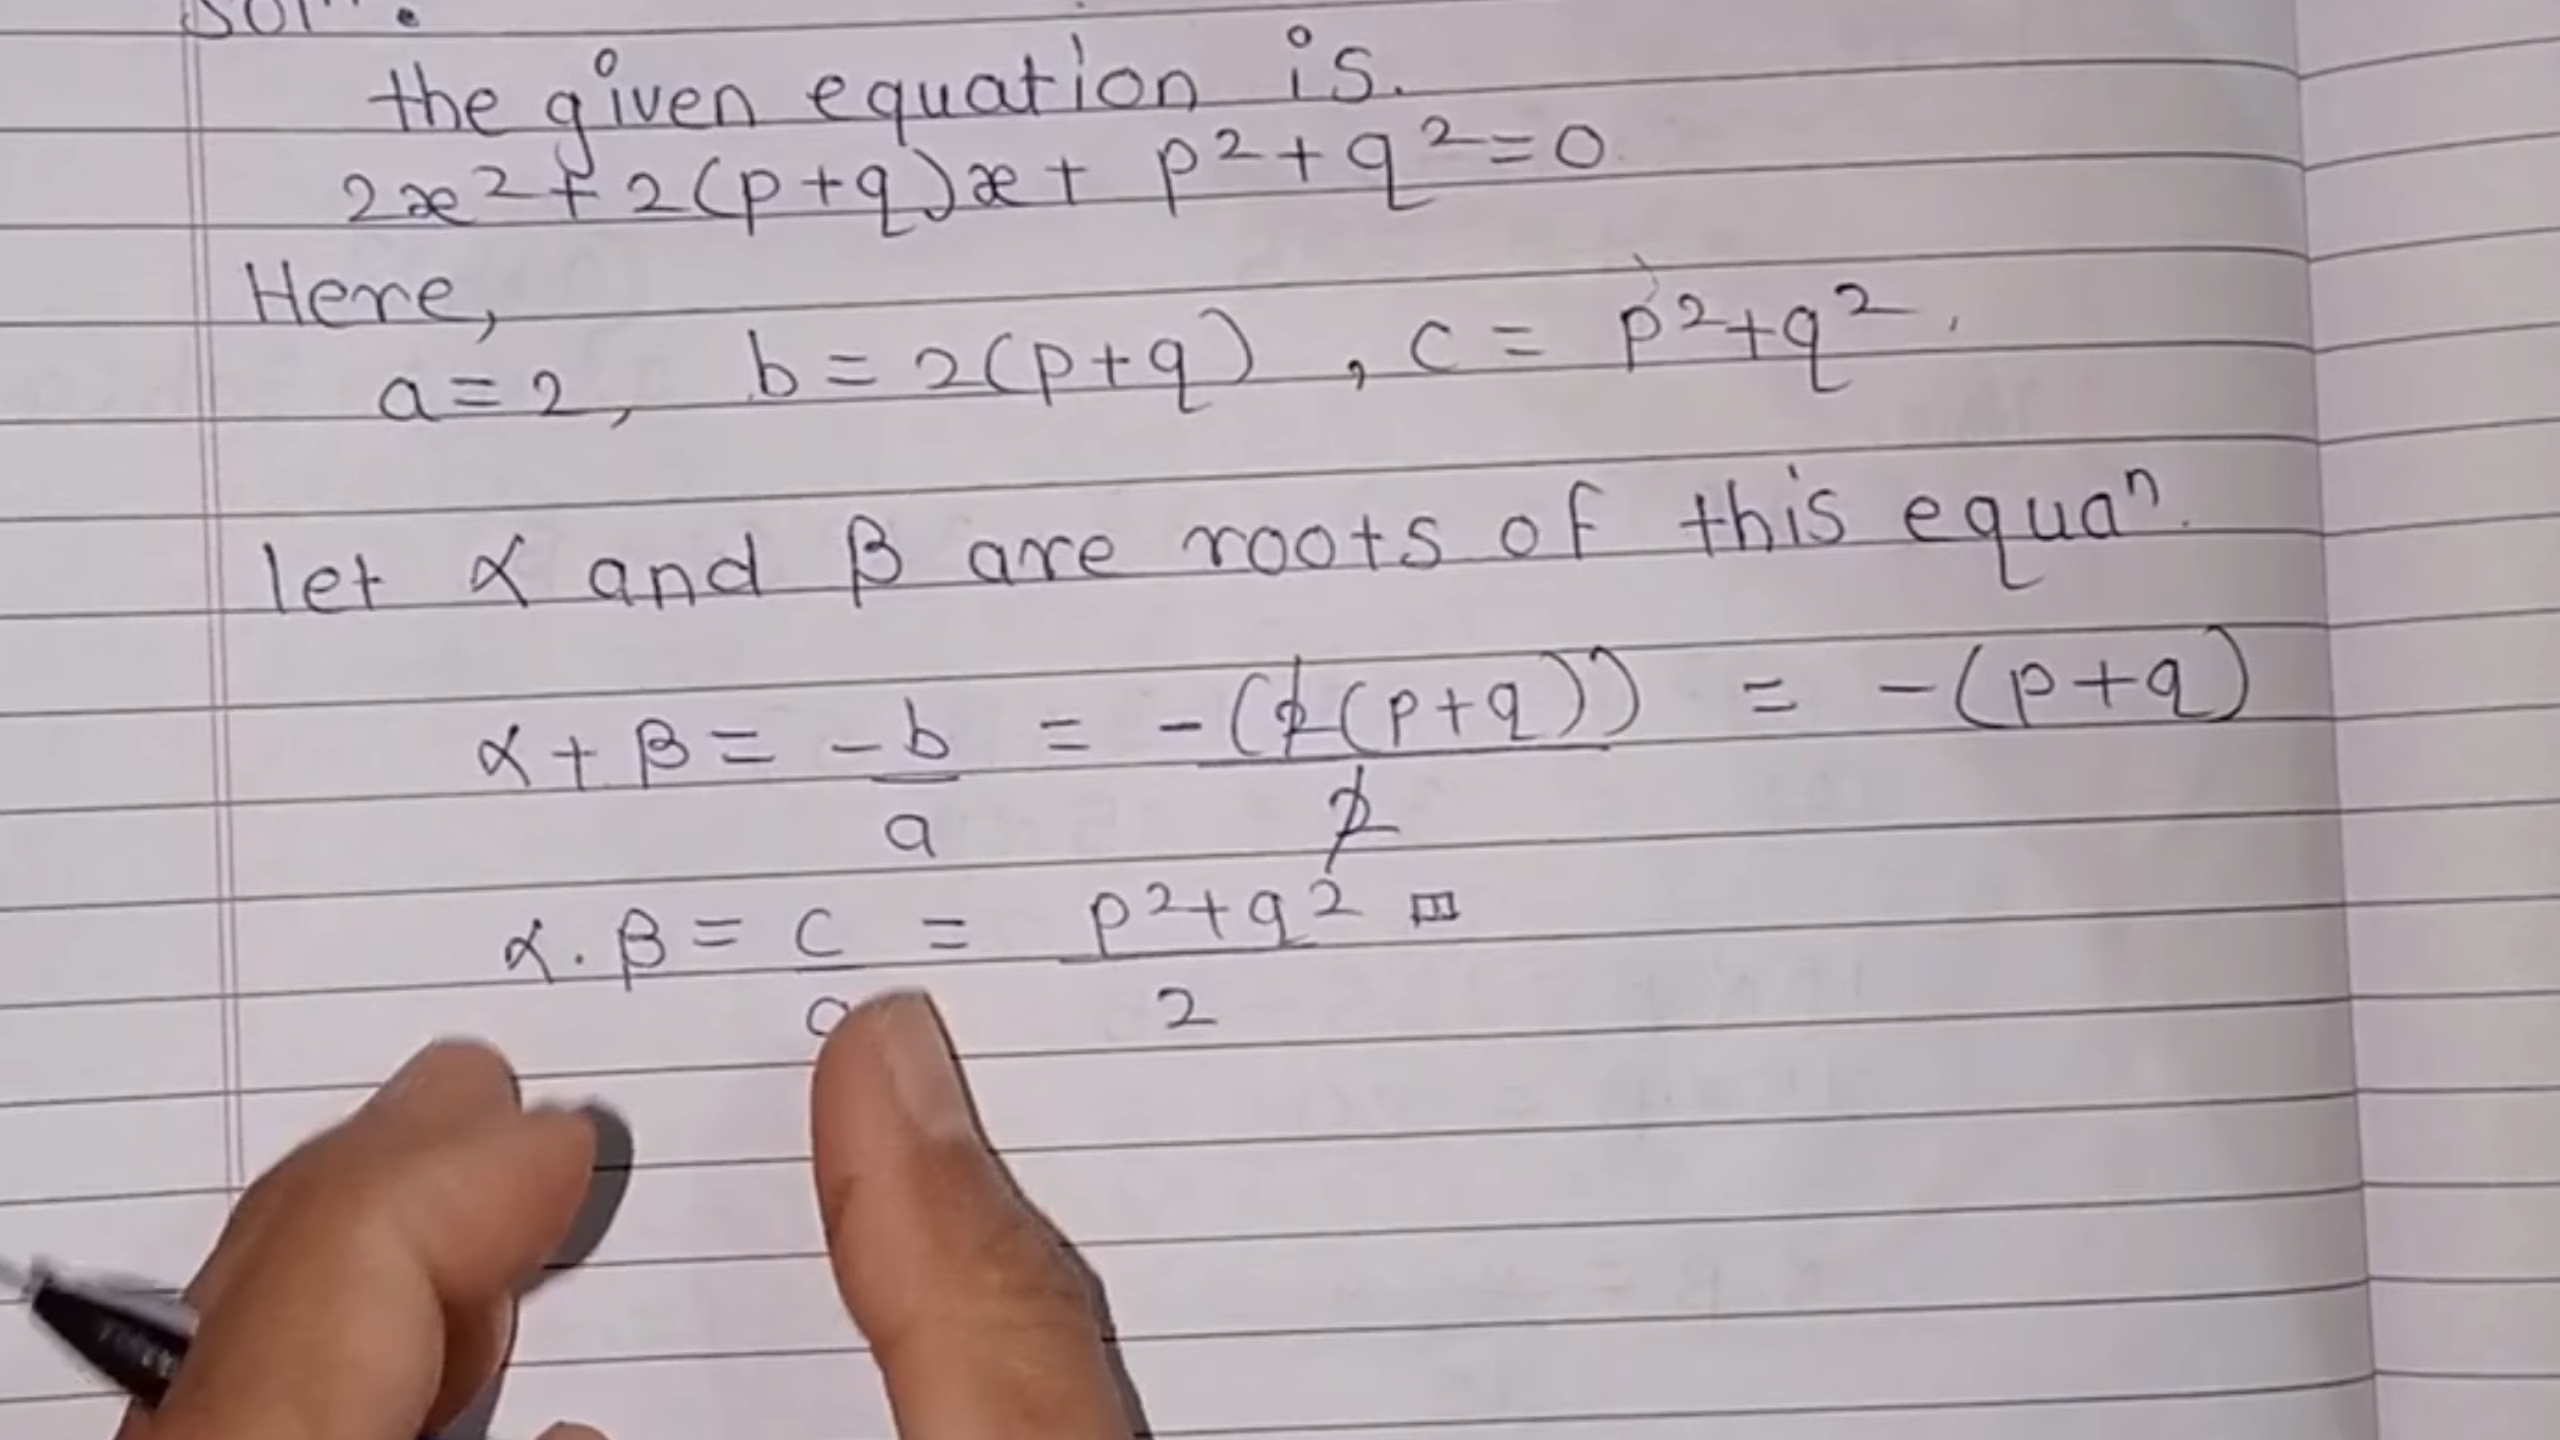 Solⁿ.
the given equation is.
2x² + 2(p+q)x + p²+q²=0
Here,
a=2, b = 2(p+q) , c = p²+q².
let α and β are roots of this equaⁿ.
α + β = -b/a = -(2(p+q))/2 = -(p+q)
α . β = c/a = p²+q²/2 =